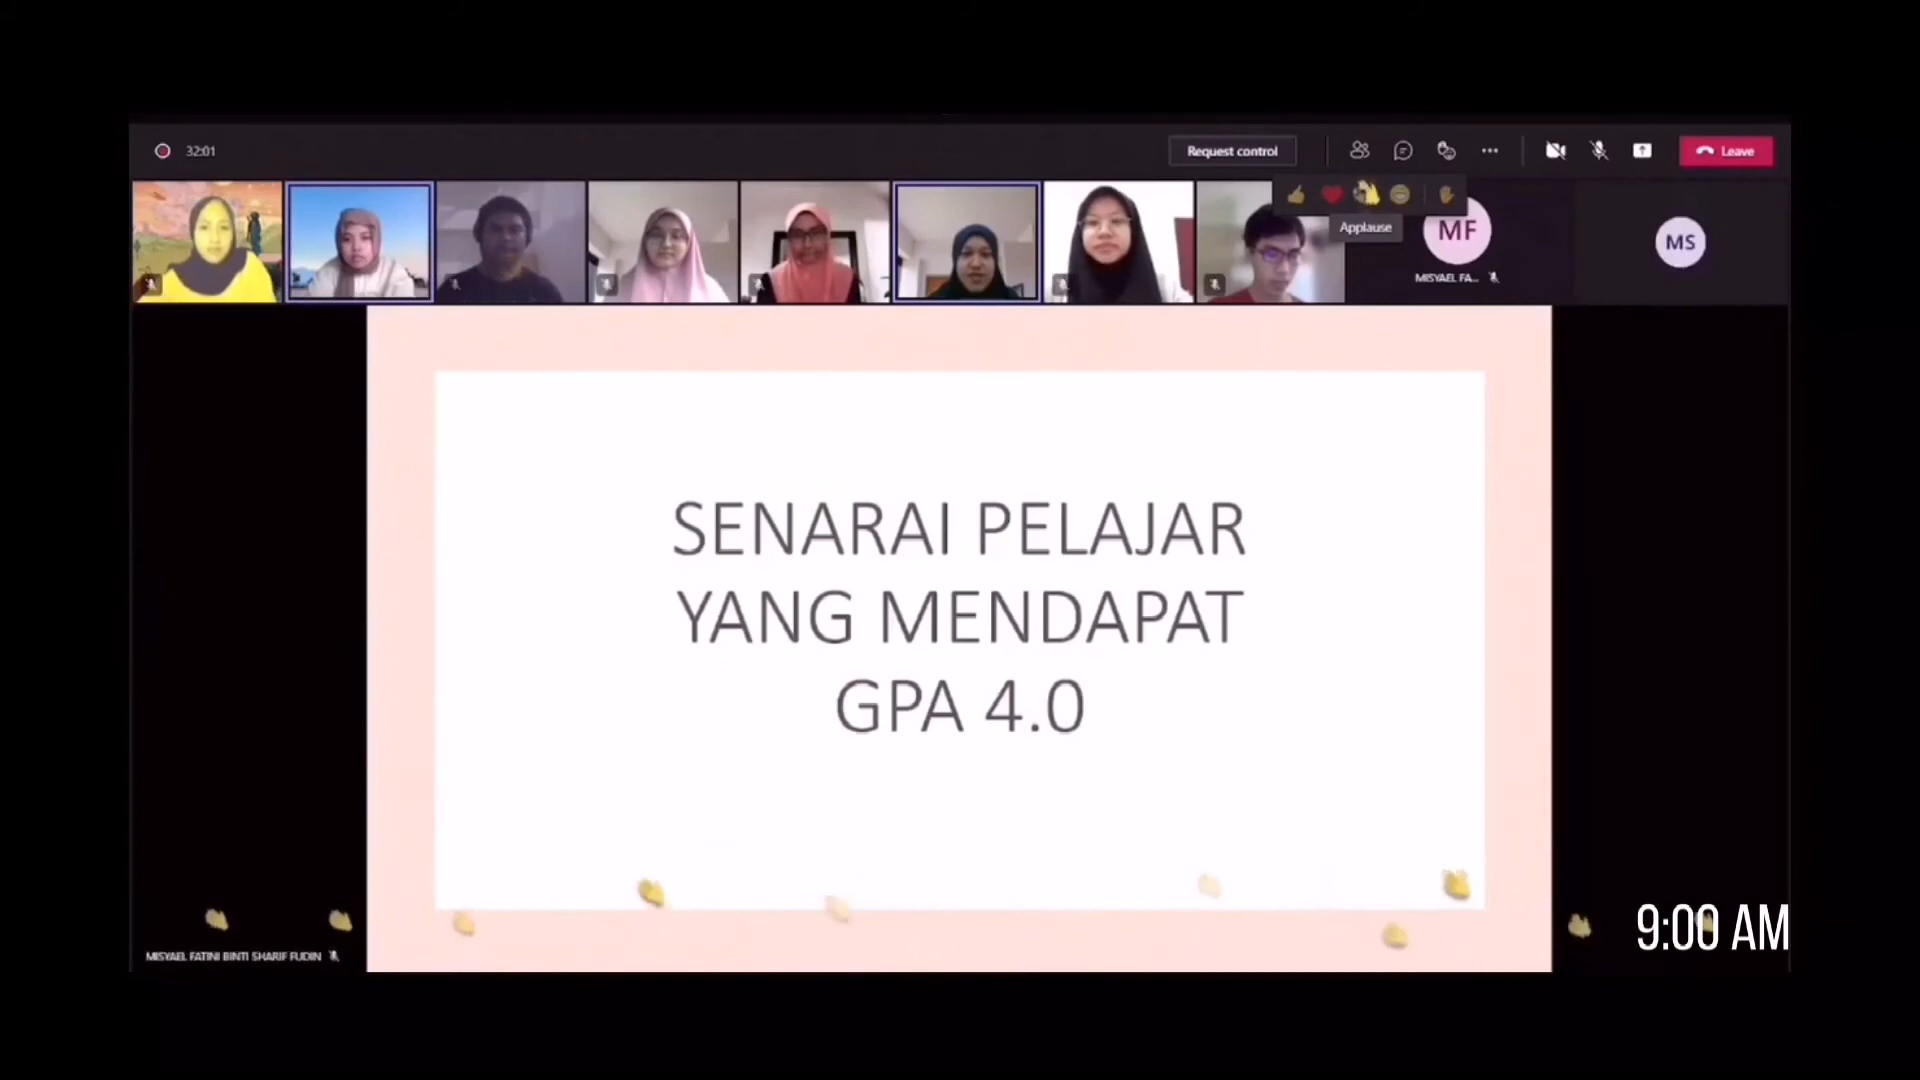 32:01
Request control
Leave
Applause
MF
MISYAEL FA...
MS
SENARAI PELAJAR
YANG MENDAPAT
GPA 4.0
9:00 AM
MISYAEL FATINI BINTI SHARIF FUDIN